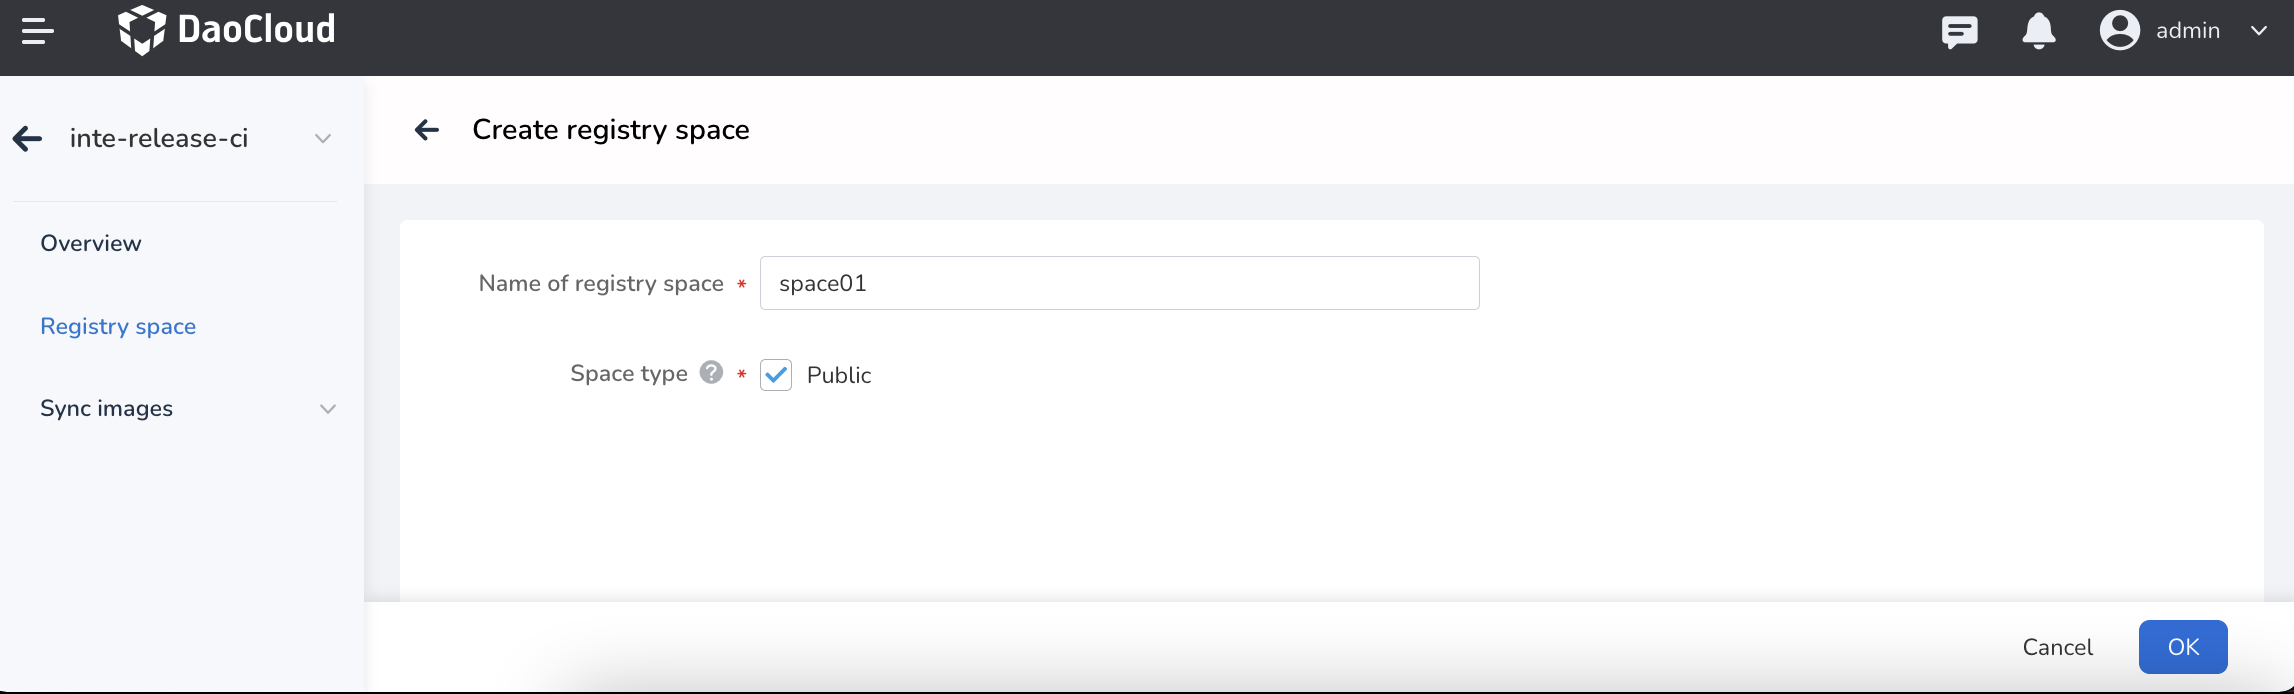 DaoCloud
admin
inte-release-ci
Create registry space
Overview
Registry space
Sync images
Name of registry space *
space01
Space type ? *
Public
Cancel
OK